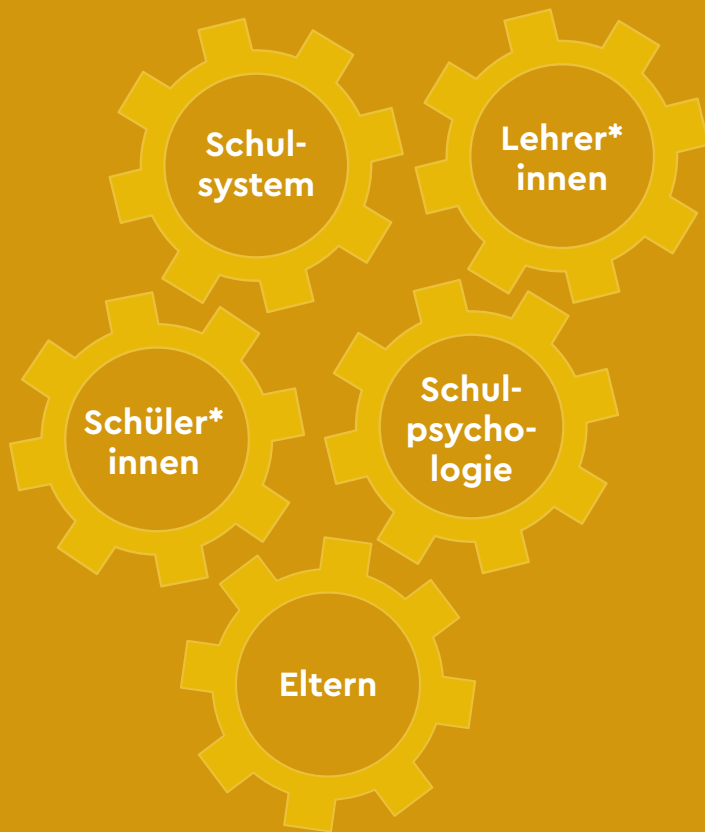 Schul-
system
Lehrer*
innen
Schüler*
innen
Schul-
psycho-
logie
Eltern